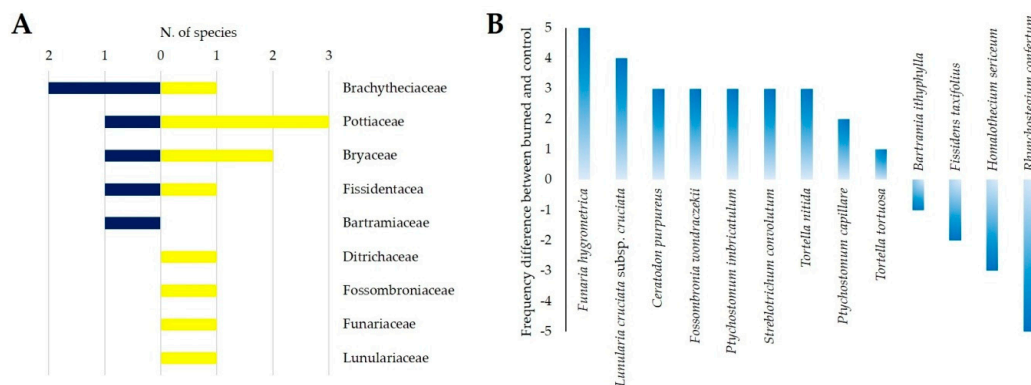 A
N. of species
2 1 0 1 2 3
Brachytheciaceae
Pottiaceae
Bryaceae
Fissidentacea
Bartramiaceae
Ditrichaceae
Fossombroniaceae
Funariaceae
Lunulariaceae
B
Frequency difference between burned and control
5
4
3
2
1
0
-1
-2
-3
-4
-5
Funaria hygrometrica
Lunularia cruciata subsp. cruciata
Ceratodon purpureus
Fossombronia wondraczekii
Ptychostomum imbricatulum
Streblotrichum convolutum
Tortella nitida
Ptychostomum capillare
Tortella tortuosa
Bartramia ithyphylla
Fissidens taxifolius
Homalothecium sericeum
Rhynchostegium confertum